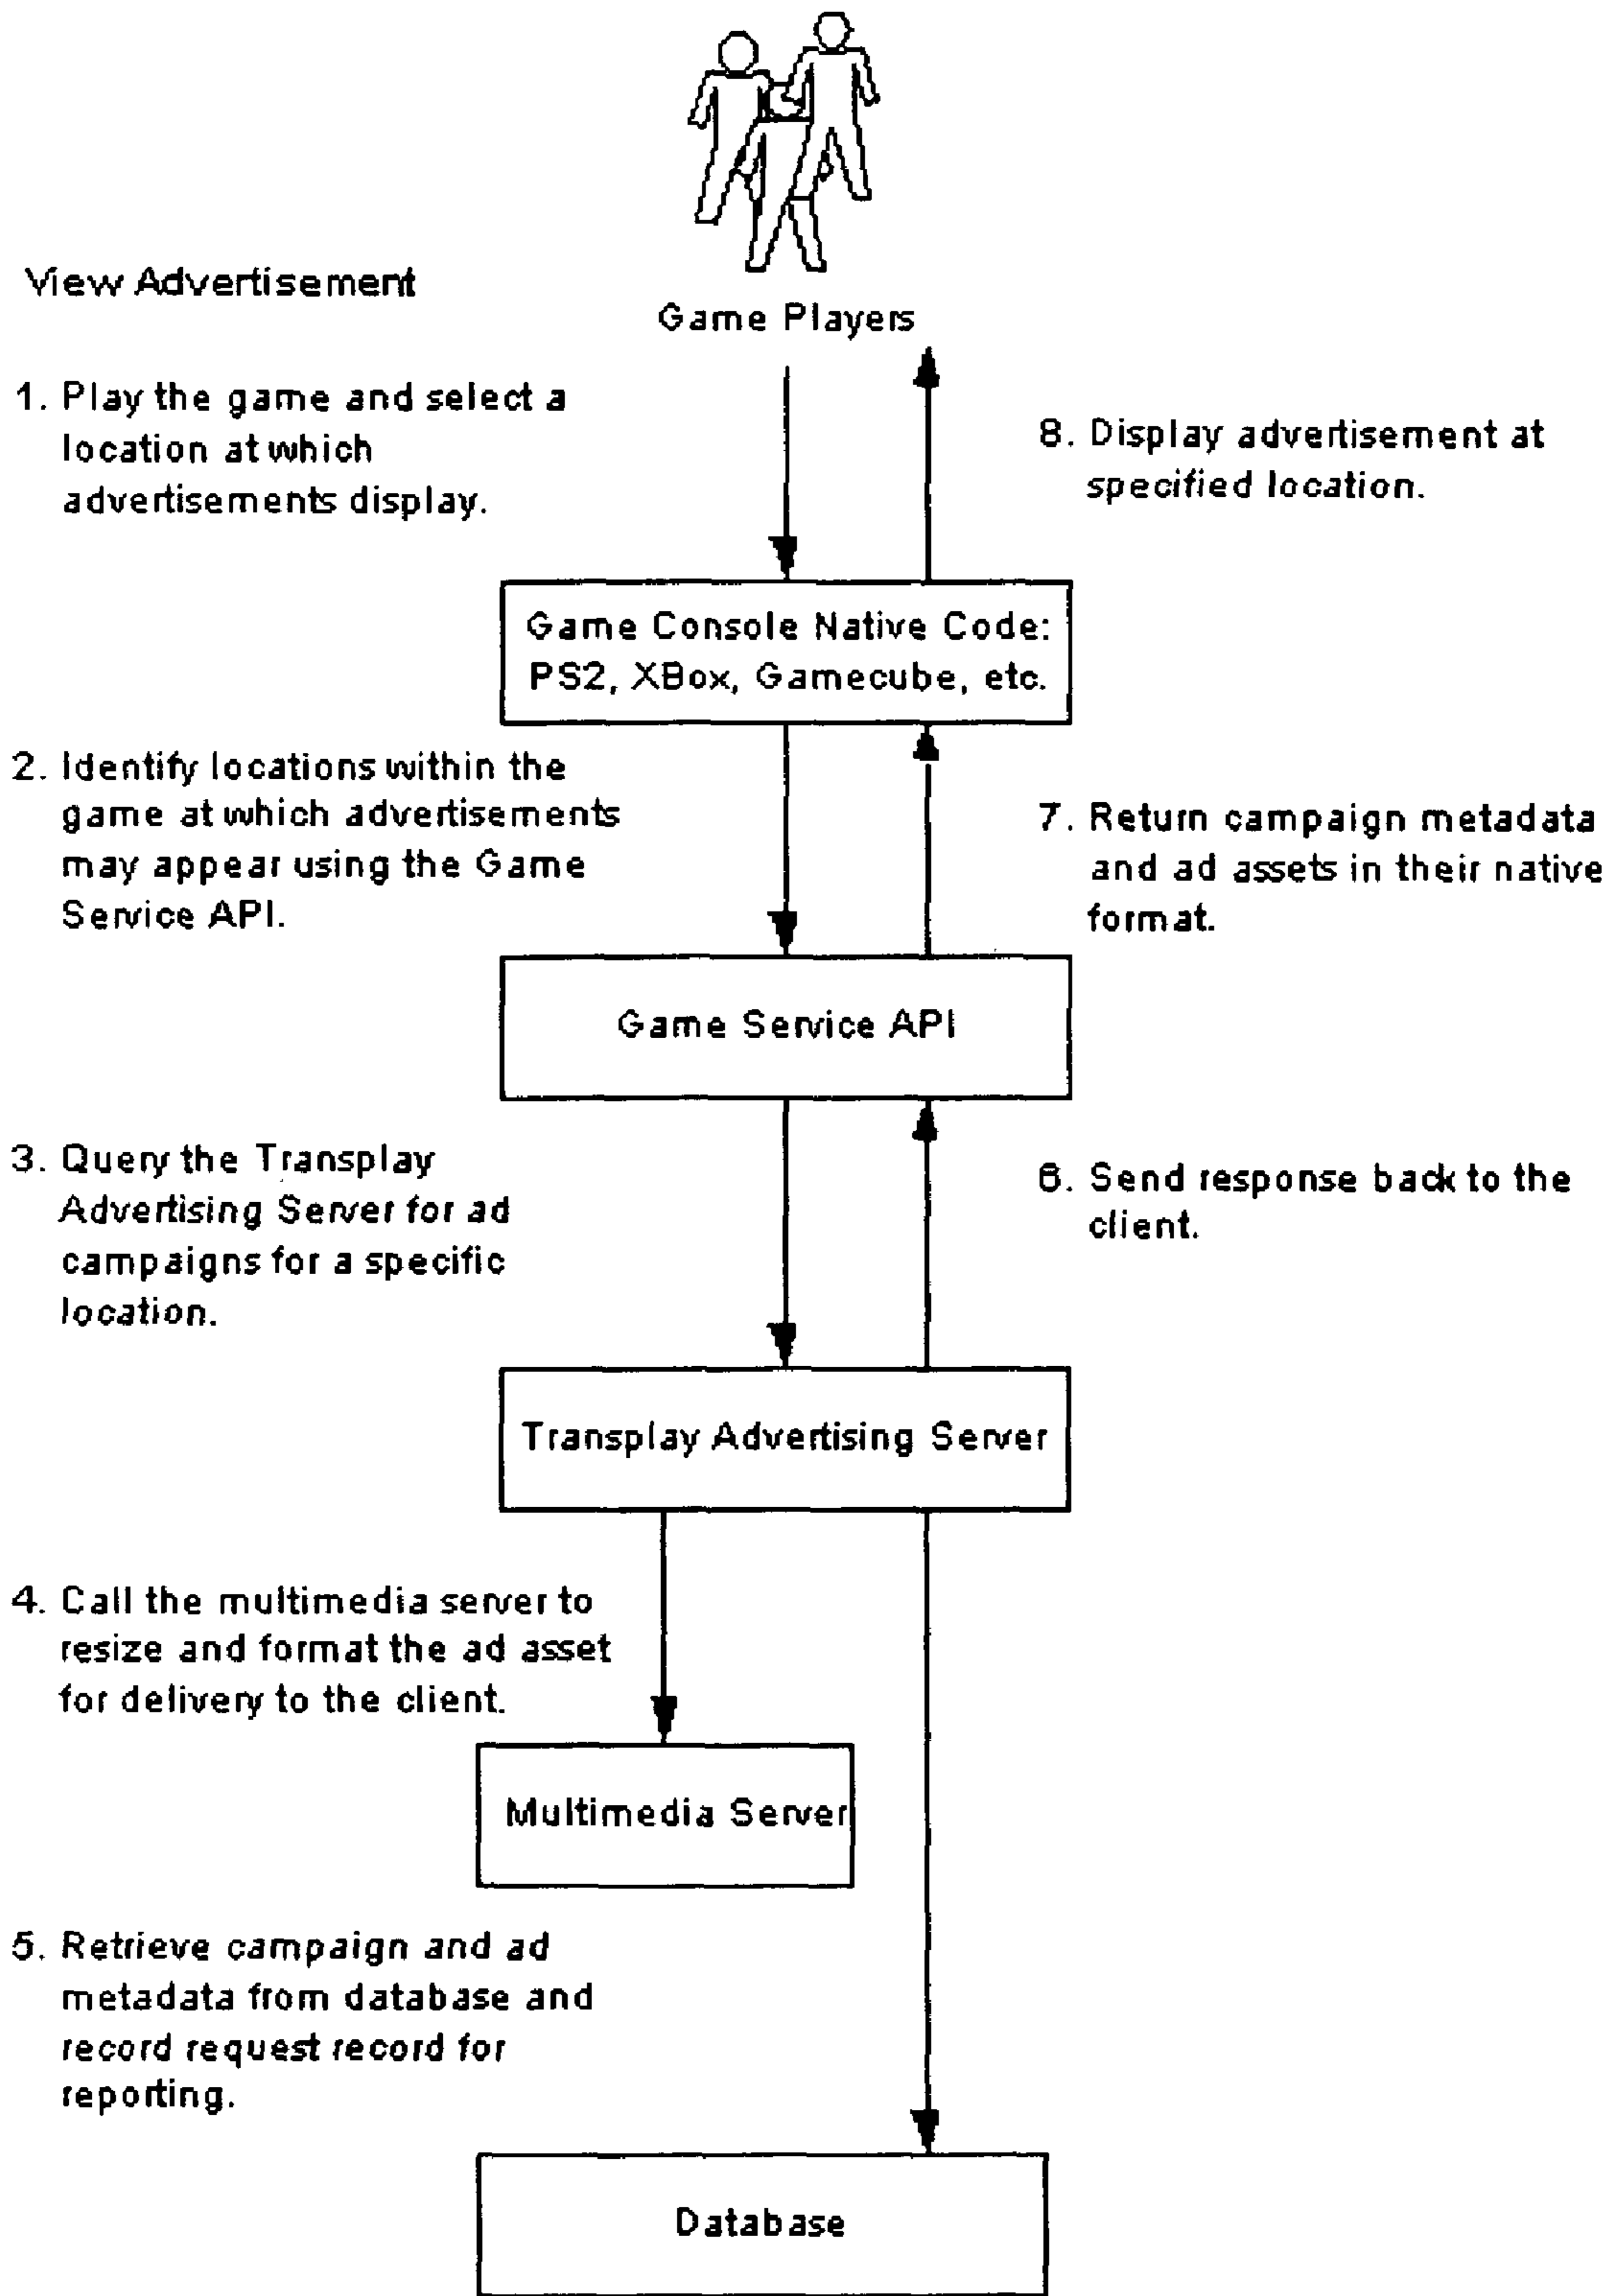 View Advertisement
Game Players
1. Play the game and select a
location at which
advertisements display.
8. Display advertisement at
specified location.
Game Console Native Code:
PS2, XBox, Gamecube, etc.
2. Identify locations within the
game at which advertisements
may appear using the Game
Service API.
7. Return campaign metadata
and ad assets in their native
format.
Game Service API
3. Query the Transplay
Advertising Server for ad
campaigns for a specific
location.
6. Send response back to the
client.
Transplay Advertising Server
4. Call the multimedia server to
resize and format the ad asset
for delivery to the client.
Multimedia Server
5. Retrieve campaign and ad
metadata from database and
record request record for
reporting.
Database